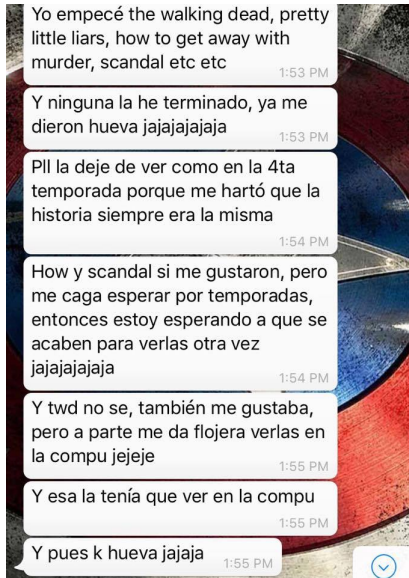 Yo empecé the walking dead, pretty
little liars, how to get away with
murder, scandal etc etc
1:53 PM
Y ninguna la he terminado, ya me
dieron hueva jajajajajaja
1:53 PM
Pll la deje de ver como en la 4ta
temporada porque me hartó que la
historia siempre era la misma
1:54 PM
How y scandal si me gustaron, pero
me caga esperar por temporadas,
entonces estoy esperando a que se
acaben para verlas otra vez
jajajajajaja
1:54 PM
Y twd no se, también me gustaba,
pero a parte me da flojera verlas en
la compu jejeje
1:55 PM
Y esa la tenía que ver en la compu
1:55 PM
Y pues k hueva jajaja
1:55 PM